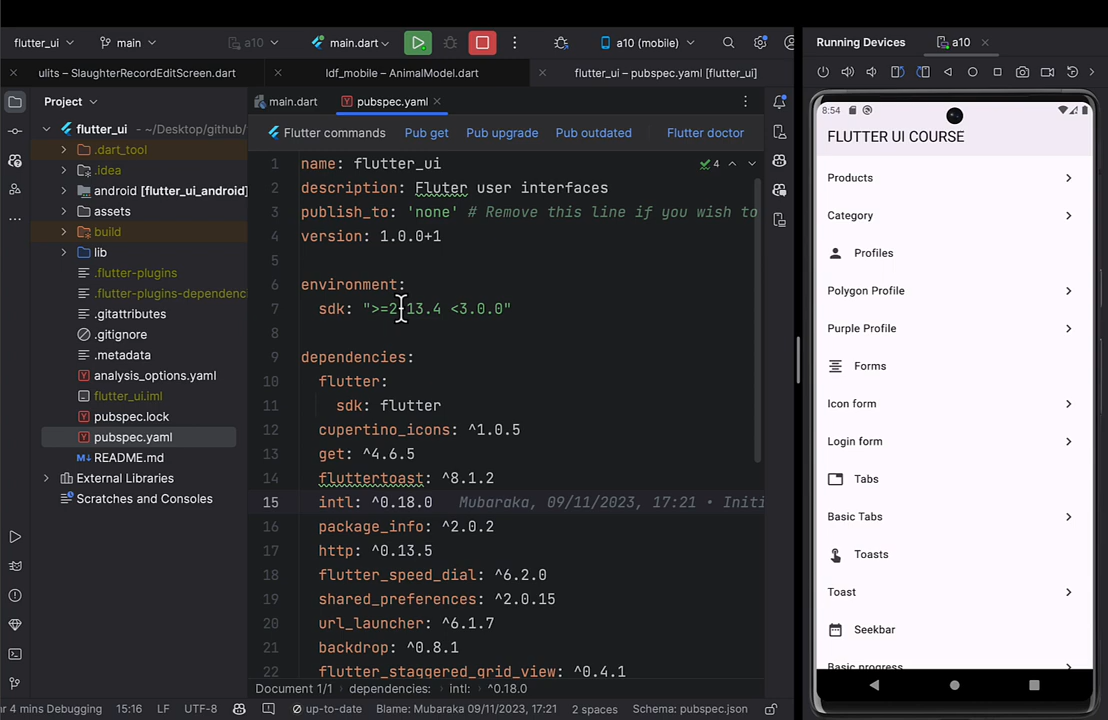 flutter_ui
main
a10
main.dart
a10 (mobile)
Running Devices
a10
ulits – SlaughterRecordEditScreen.dart
ldf_mobile – AnimalModel.dart
flutter_ui – pubspec.yaml [flutter_ui]
Project
main.dart
pubspec.yaml
Flutter commands
Pub get
Pub upgrade
Pub outdated
Flutter doctor
flutter_ui - ~/Desktop/github/
.dart_tool
.idea
android [flutter_ui_android]
assets
build
lib
.flutter-plugins
.flutter-plugins-dependenc
.gitattributes
.gitignore
.metadata
analysis_options.yaml
flutter_ui.iml
pubspec.lock
pubspec.yaml
README.md
External Libraries
Scratches and Consoles
1 name: flutter_ui
4
2 description: Fluter user interfaces
3 publish_to: 'none' # Remove this line if you wish to
4 version: 1.0.0+1
5
6 environment:
7 sdk: ">=2.13.4 <3.0.0"
8
9 dependencies:
10 flutter:
11 sdk: flutter
12 cupertino_icons: ^1.0.5
13 get: ^4.6.5
14 fluttertoast: ^8.1.2
15 intl: ^0.18.0 Mubaraka, 09/11/2023, 17:21 • Initi
16 package_info: ^2.0.2
17 http: ^0.13.5
18 flutter_speed_dial: ^6.2.0
19 shared_preferences: ^2.0.15
20 url_launcher: ^6.1.7
21 backdrop: ^0.8.1
22 flutter_staggered_grid_view: ^0.4.1
Document 1/1 › dependencies: › intl: › ^0.18.0
r 4 mins Debugging
15:16
LF
UTF-8
up-to-date
Blame: Mubaraka 09/11/2023, 17:21
2 spaces
Schema: pubspec.json
8:54
FLUTTER UI COURSE
Products
Category
Profiles
Polygon Profile
Purple Profile
Forms
Icon form
Login form
Tabs
Basic Tabs
Toasts
Toast
Seekbar
Basic progress